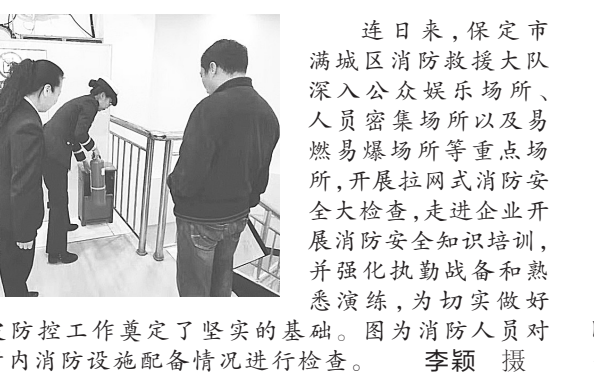 连日来,保定市
满城区消防救援大队
深入公众娱乐场所、
人员密集场所以及易
燃易爆场所等重点场
所,开展拉网式消防安
全大检查,走进企业开
展消防安全知识培训,
并强化执勤战备和熟
悉演练,为切实做好
防控工作奠定了坚实的基础。图为消防人员对
内消防设施配备情况进行检查。 李颖 摄